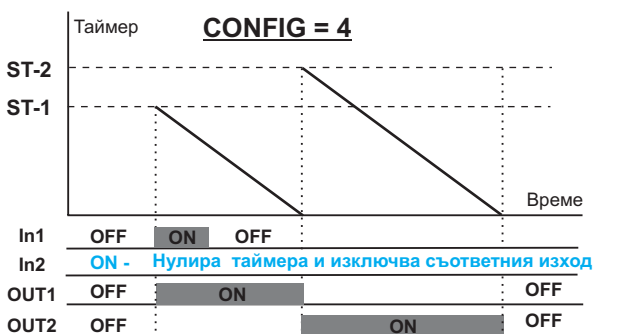 Таймер
CONFIG = 4
ST-2
ST-1
Време
In1 OFF ON OFF
In2 ON - Нулира таймера и изключва съответния изход
OUT1 OFF ON OFF
OUT2 OFF ON OFF